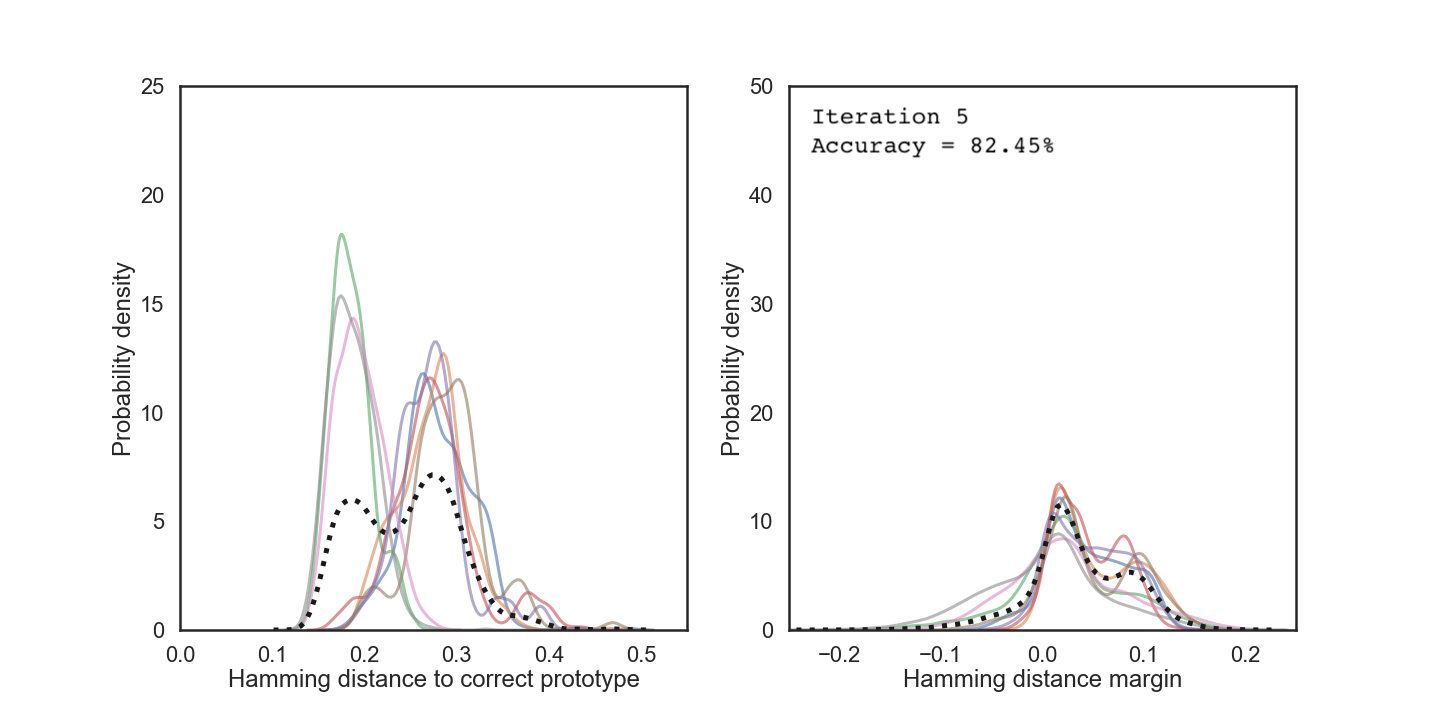 25
20
15
10
5
0
0.0 0.1 0.2 0.3 0.4 0.5
Probability density
Hamming distance to correct prototype
50
40
30
20
10
0
−0.2 −0.1 0.0 0.1 0.2
Probability density
Hamming distance margin
Iteration 5
Accuracy = 82.45%